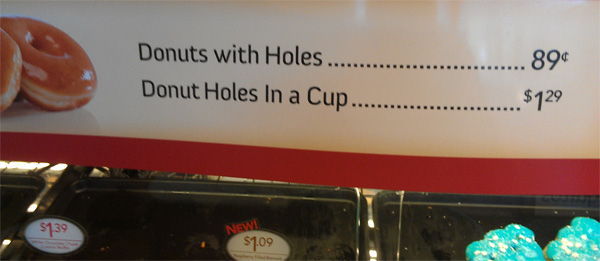 Donuts with Holes ................................ 89¢
Donut Holes In a Cup........................... $1.29
$1.39
NEW!
$1.09